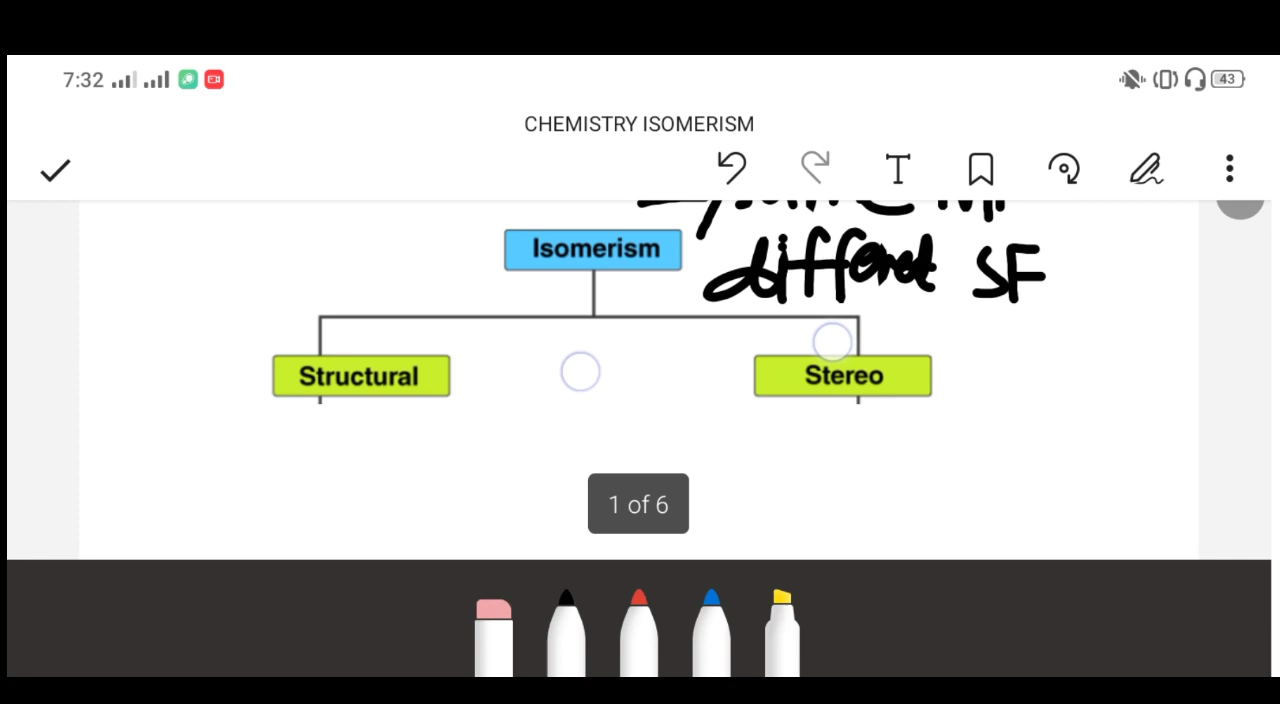 7:32
43
CHEMISTRY ISOMERISM
T
Isomerism
different SF
Structural
Stereo
1 of 6